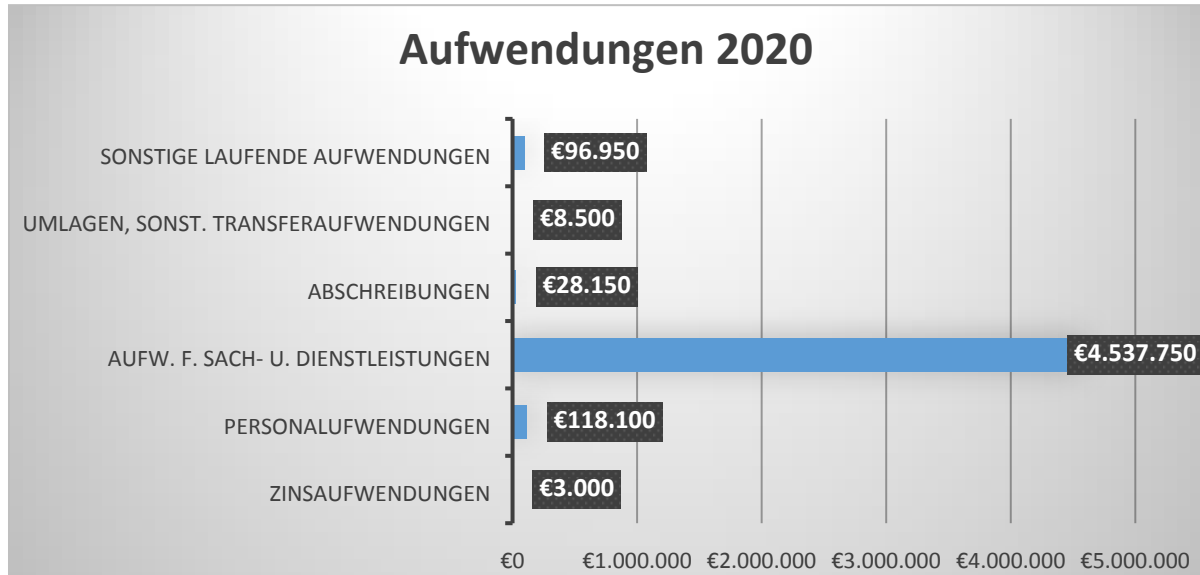 Aufwendungen 2020
SONSTIGE LAUFENDE AUFWENDUNGEN €96.950
UMLAGEN, SONST. TRANSFERAUFWENDUNGEN €8.500
ABSCHREIBUNGEN €28.150
AUFW. F. SACH- U. DIENSTLEISTUNGEN €4.537.750
PERSONALUFWENDUNGEN €118.100
ZINSAUFWENDUNGEN €3.000
€0 €1.000.000 €2.000.000 €3.000.000 €4.000.000 €5.000.000